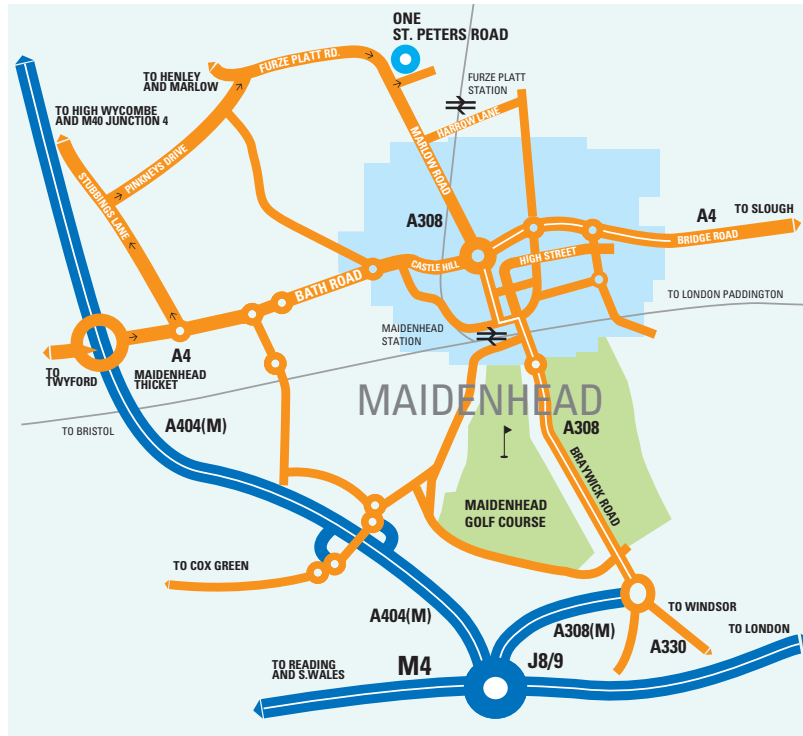 ONE
ST. PETERS ROAD
FURZE PLATT RD.
TO HENLEY
AND MARLOW
FURZE PLATT
STATION
TO HIGH WYCOMBE
AND M40 JUNCTION 4
HARROW LANE
MARLOW ROAD
PINKNEYS DRIVE
STUBBINGS LANE
A308
A4
TO SLOUGH
BRIDGE ROAD
HIGH STREET
CASTLE HILL
BATH ROAD
TO LONDON PADDINGTON
MAIDENHEAD
STATION
A4
MAIDENHEAD
THICKET
TO
TWYFORD
MAIDENHEAD
A404(M)
TO BRISTOL
A308
BRAYWICK ROAD
MAIDENHEAD
GOLF COURSE
TO COX GREEN
A404(M)
TO WINDSOR
A308(M)
TO LONDON
A330
TO READING
AND S.WALES
M4
J8/9